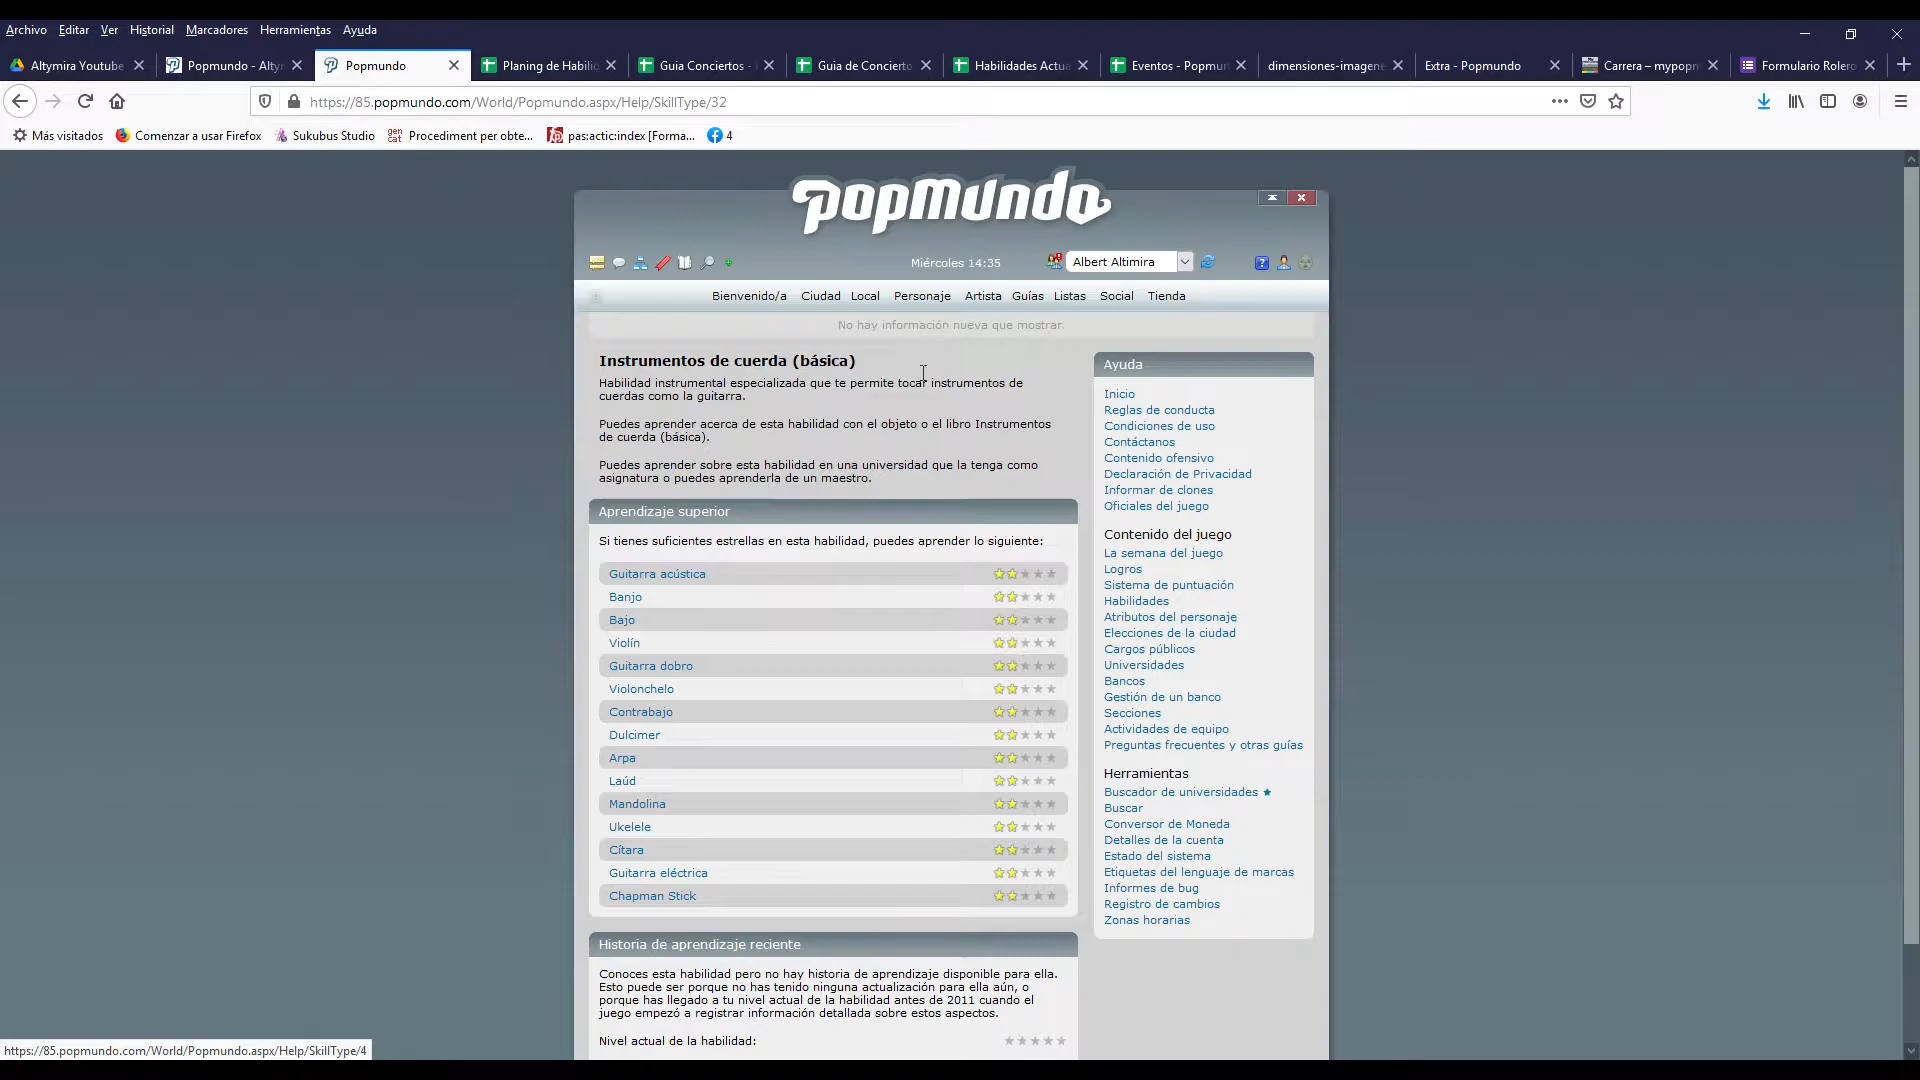 Archivo Editar Ver Historial Marcadores Herramientas Ayuda
Altymira Youtube
Popmundo - Alty
Popmundo
Planing de Habilid
Guia Conciertos -
Guia de Concierto
Habilidades Actua
Eventos - Popmun
dimensiones-imagene
Extra - Popmundo
Carrera – mypopm
Formulario Rolero
https://85.popmundo.com/World/Popmundo.aspx/Help/SkillType/32
Más visitados
Comenzar a usar Firefox
Sukubus Studio
gen cat
Procediment per obte...
pas:actic:index [Forma...
4
popmundo
Miércoles 14:35
Albert Altimira
Bienvenido/a Ciudad Local Personaje Artista Guías Listas Social Tienda
No hay información nueva que mostrar.
Instrumentos de cuerda (básica)
Habilidad instrumental especializada que te permite tocar instrumentos de
cuerdas como la guitarra.
Puedes aprender acerca de esta habilidad con el objeto o el libro Instrumentos
de cuerda (básica).
Puedes aprender sobre esta habilidad en una universidad que la tenga como
asignatura o puedes aprenderla de un maestro.
Aprendizaje superior
Si tienes suficientes estrellas en esta habilidad, puedes aprender lo siguiente:
Guitarra acústica
Banjo
Bajo
Violín
Guitarra dobro
Violonchelo
Contrabajo
Dulcimer
Arpa
Laúd
Mandolina
Ukelele
Cítara
Guitarra eléctrica
Chapman Stick
Historia de aprendizaje reciente
Conoces esta habilidad pero no hay historia de aprendizaje disponible para ella.
Esto puede ser porque no has tenido ninguna actualización para ella aún, o
porque has llegado a tu nivel actual de la habilidad antes de 2011 cuando el
juego empezó a registrar información detallada sobre estos aspectos.
Nivel actual de la habilidad:
Ayuda
Inicio
Reglas de conducta
Condiciones de uso
Contáctanos
Contenido ofensivo
Declaración de Privacidad
Informar de clones
Oficiales del juego
Contenido del juego
La semana del juego
Logros
Sistema de puntuación
Habilidades
Atributos del personaje
Elecciones de la ciudad
Cargos públicos
Universidades
Bancos
Gestión de un banco
Secciones
Actividades de equipo
Preguntas frecuentes y otras guías
Herramientas
Buscador de universidades
Buscar
Conversor de Moneda
Detalles de la cuenta
Estado del sistema
Etiquetas del lenguaje de marcas
Informes de bug
Registro de cambios
Zonas horarias
https://85.popmundo.com/World/Popmundo.aspx/Help/SkillType/4